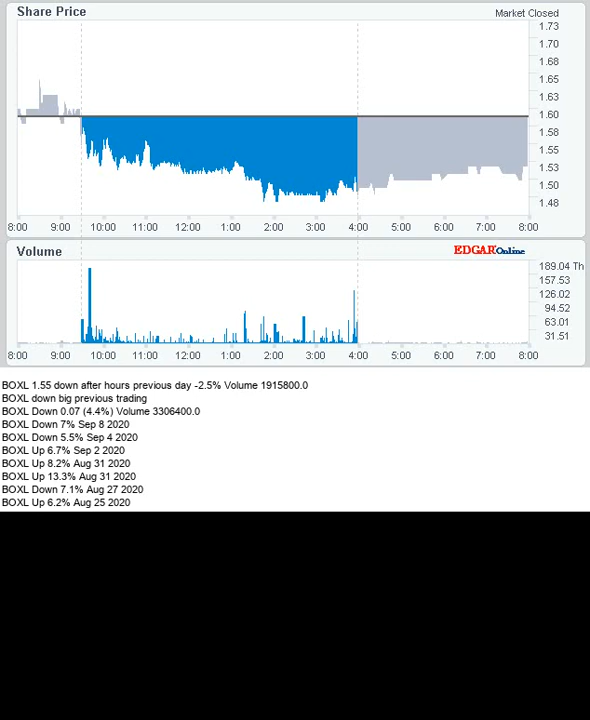 Share Price
Market Closed
1.73
1.70
1.68
1.65
1.63
1.60
1.58
1.55
1.53
1.50
1.48
8:00 9:00 10:00 11:00 12:00 1:00 2:00 3:00 4:00 5:00 6:00 7:00 8:00
Volume
EDGAROnline
189.04 Th
157.53
126.02
94.52
63.01
31.51
8:00 9:00 10:00 11:00 12:00 1:00 2:00 3:00 4:00 5:00 6:00 7:00 8:00
BOXL 1.55 down after hours previous day -2.5% Volume 1915800.0
BOXL down big previous trading
BOXL Down 0.07 (4.4%) Volume 3306400.0
BOXL Down 7% Sep 8 2020
BOXL Down 5.5% Sep 4 2020
BOXL Up 6.7% Sep 2 2020
BOXL Up 8.2% Aug 31 2020
BOXL Up 13.3% Aug 31 2020
BOXL Down 7.1% Aug 27 2020
BOXL Up 6.2% Aug 25 2020